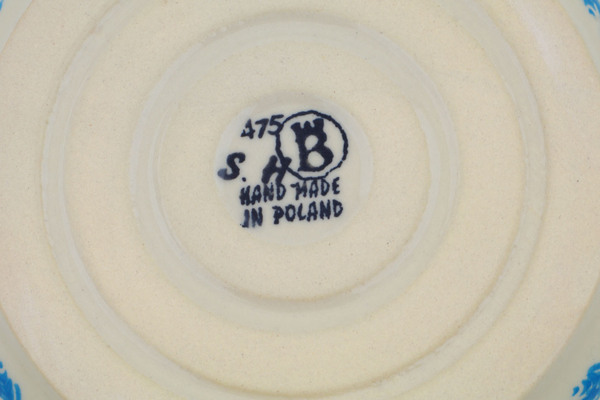 475 B
S. H
HAND MADE
IN POLAND